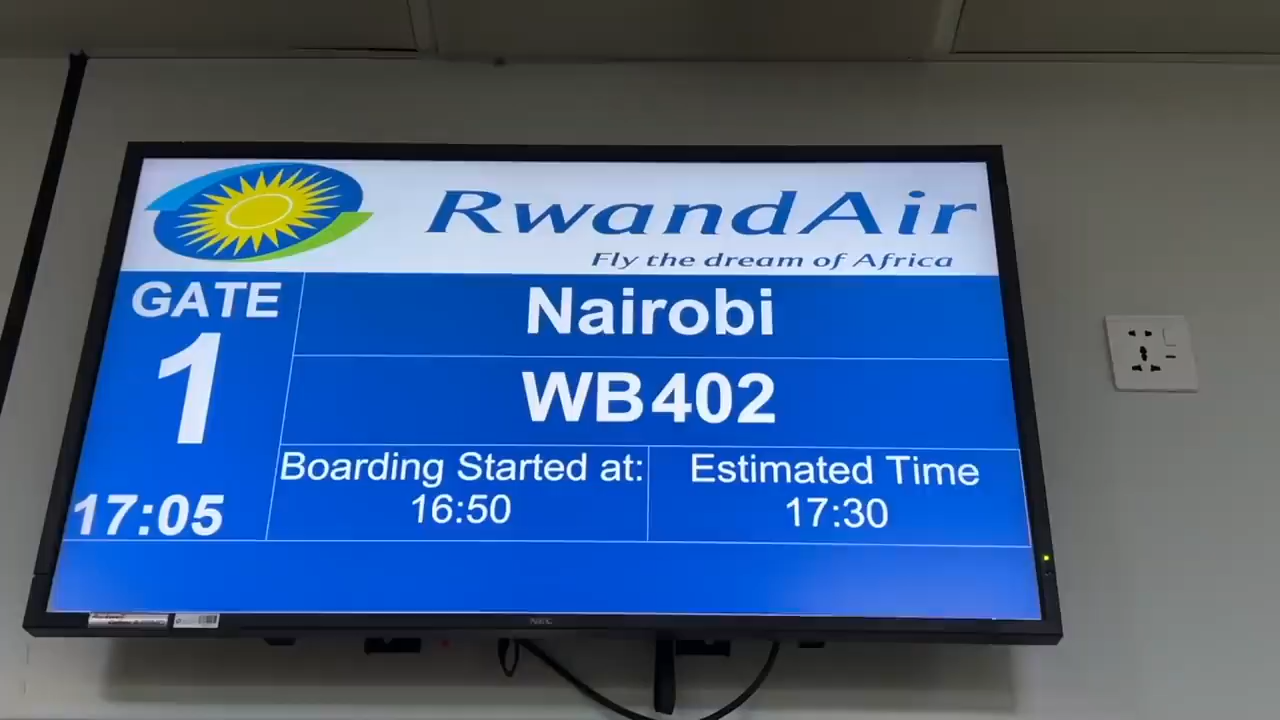 RwandAir
Fly the dream of Africa
GATE
1
17:05
Nairobi
WB402
Boarding Started at:
16:50
Estimated Time
17:30
NEC